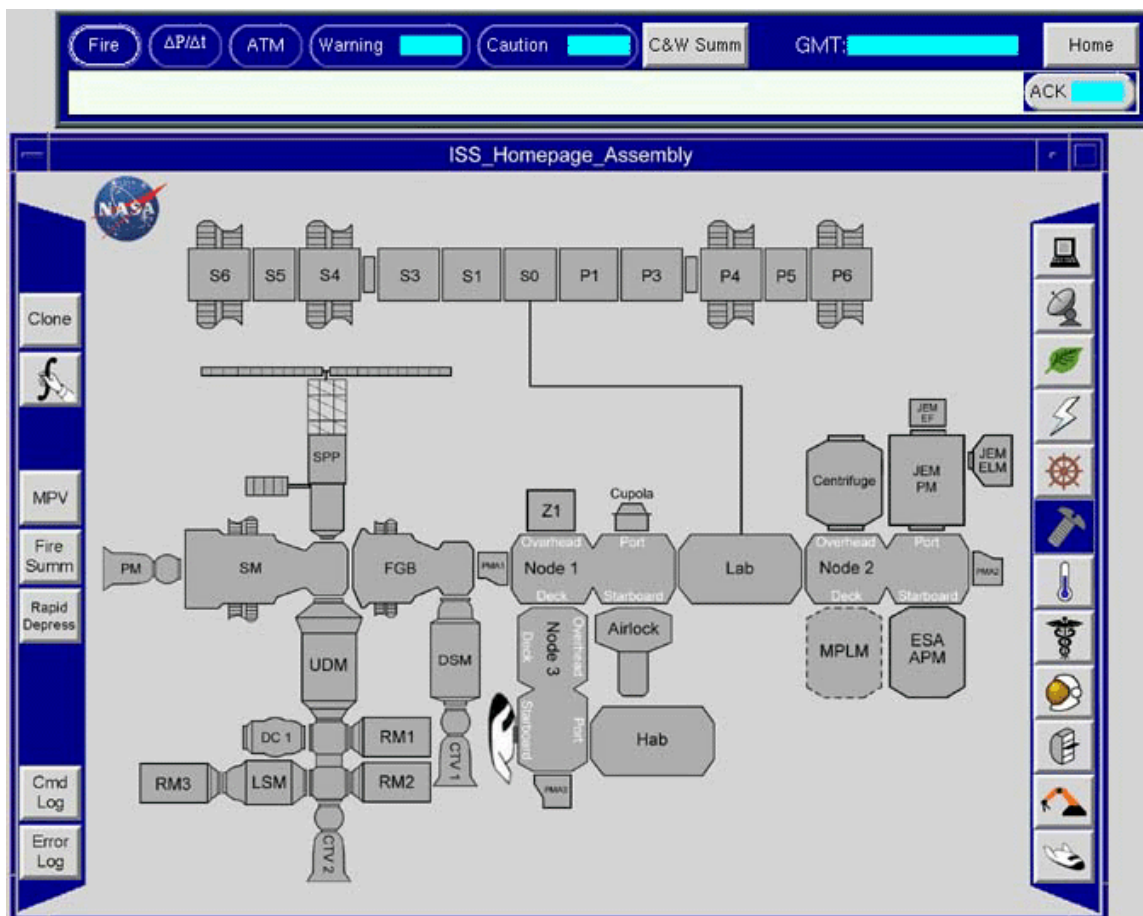 Fire ΔP/Δt ATM Warning Caution C&W Summ GMT: Home
ACK
ISS_Homepage_Assembly
NASA
Clone
MPV
Fire
Summ
Rapid
Depress
Cmd
Log
Error
Log
S6 S5 S4 S3 S1 S0 P1 P3 P4 P5 P6
SPP
JEM
EF
Centrifuge
JEM
PM
JEM
ELM
Z1
Cupola
PM
SM
FGB
PMA1
Overhead Port
Node 1
Deck Starboard
Lab
Overhead Port
Node 2
Deck Starboard
PMA2
UDM
DSM
Overhead
Deck
Node 3
Starboard
Port
Airlock
MPLM
ESA
APM
DC 1
RM1
CTV 1
Hab
RM3
LSM
RM2
PMA3
CTV 2